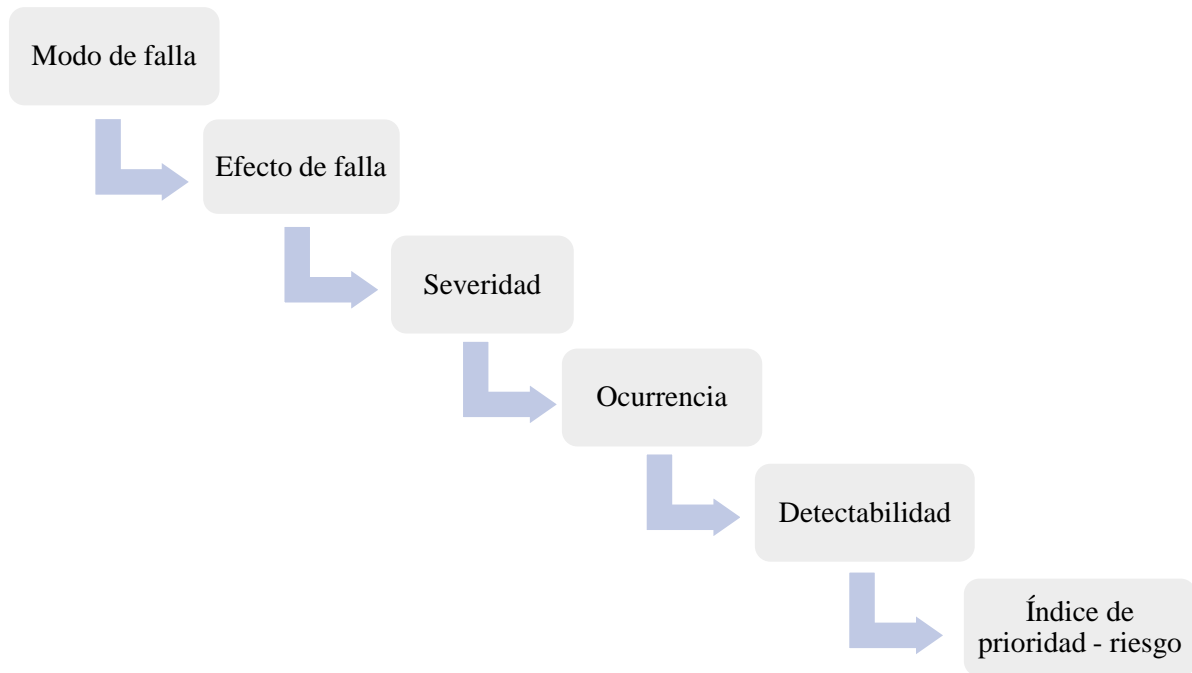 Modo de falla
Efecto de falla
Severidad
Ocurrencia
Detectabilidad
Índice de
prioridad - riesgo